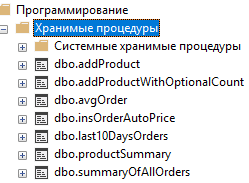 Программирование
Хранимые процедуры
Системные хранимые процедуры
dbo.addProduct
dbo.addProductWithOptionalCount
dbo.avgOrder
dbo.insOrderAutoPrice
dbo.last10DaysOrders
dbo.productSummary
dbo.summaryOfAllOrders